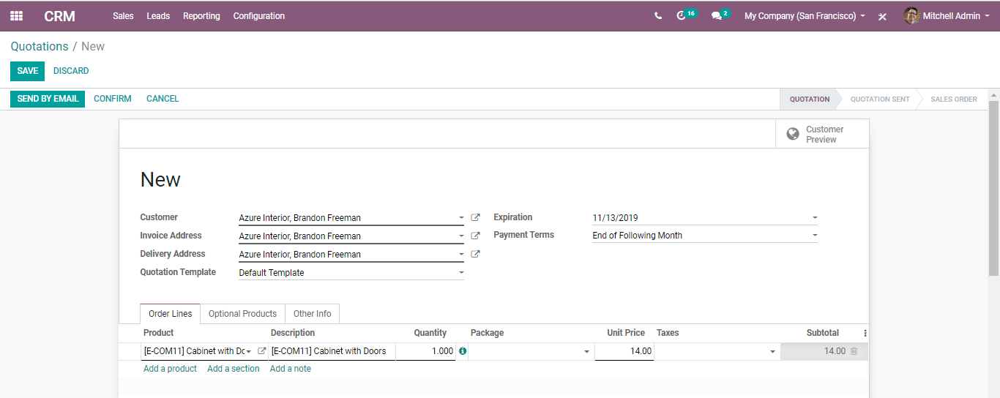 CRM Sales Leads Reporting Configuration 16 2 My Company (San Francisco) Mitchell Admin
Quotations / New
SAVE DISCARD
SEND BY EMAIL CONFIRM CANCEL QUOTATION QUOTATION SENT SALES ORDER
Customer
Preview
New
Customer Azure Interior, Brandon Freeman Expiration 11/13/2019
Invoice Address Azure Interior, Brandon Freeman Payment Terms End of Following Month
Delivery Address Azure Interior, Brandon Freeman
Quotation Template Default Template
Order Lines Optional Products Other Info
Product Description Quantity Package Unit Price Taxes Subtotal
[E-COM11] Cabinet with Dc [E-COM11] Cabinet with Doors 1.000 14.00 14.00
Add a product Add a section Add a note